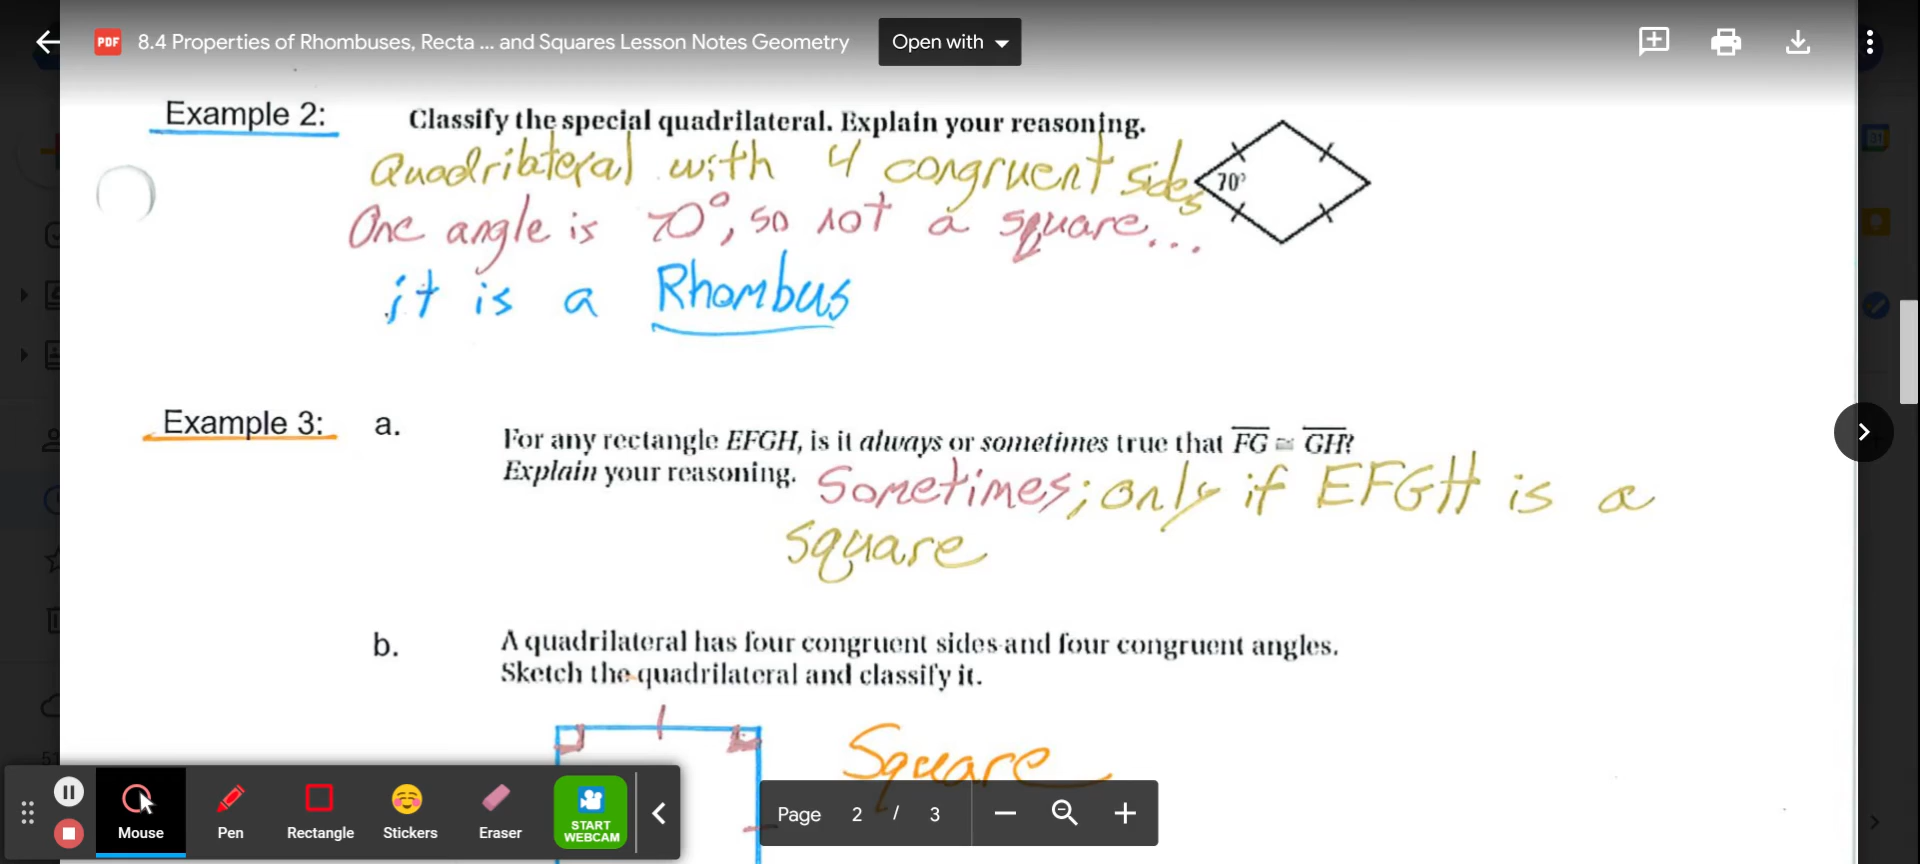 PDF 8.4 Properties of Rhombuses, Recta ... and Squares Lesson Notes Geometry Open with
Example 2: Classify the special quadrilateral. Explain your reasoning.
Quadrilateral with 4 congruent sides
70°
One angle is 70°, so not a square...
it is a Rhombus
31
Example 3: a.
For any rectangle EFGH, is it always or sometimes true that FG ≅ GH?
Explain your reasoning. Sometimes; only if EFGH is a
square
b. A quadrilateral has four congruent sides and four congruent angles.
Sketch the quadrilateral and classify it.
Square
Mouse Pen Rectangle Stickers Eraser START WEBCAM
Page 2 / 3